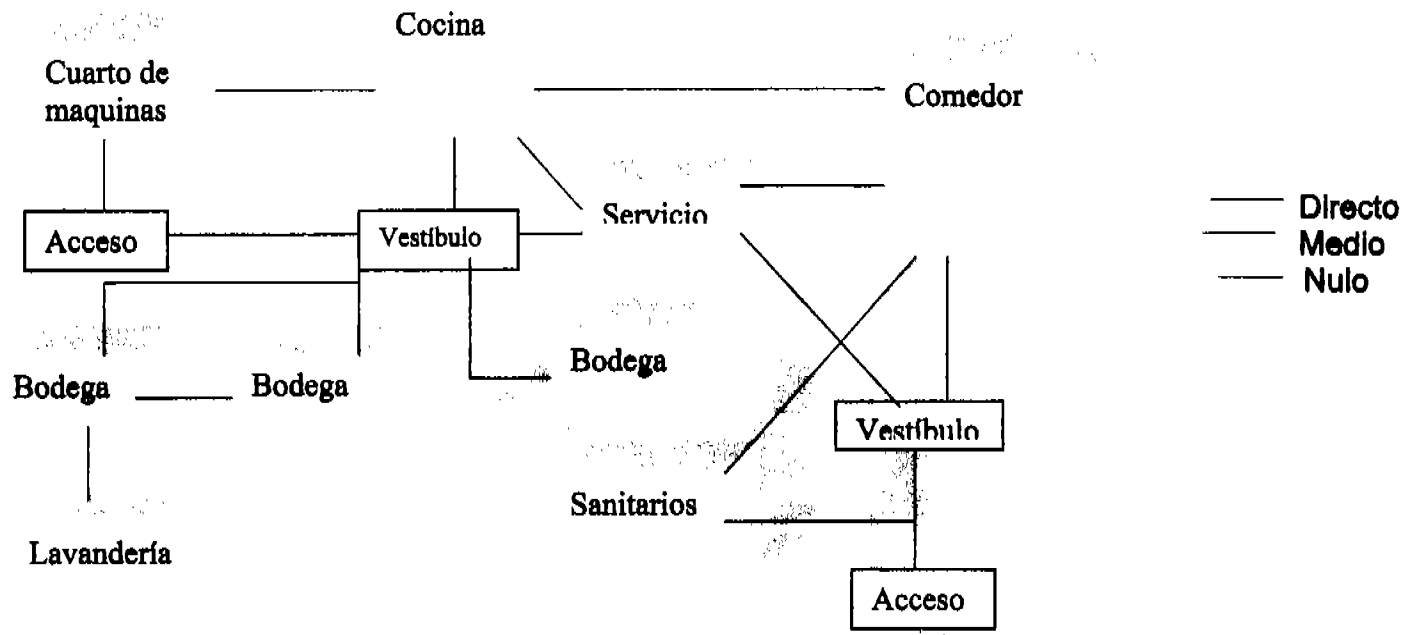 Cocina
Cuarto de
maquinas
Comedor
Servicio
Acceso
Vestíbulo
Directo
Medio
Nulo
Bodega
Bodega
Bodega
Vestíbulo
Sanitarios
Lavandería
Acceso